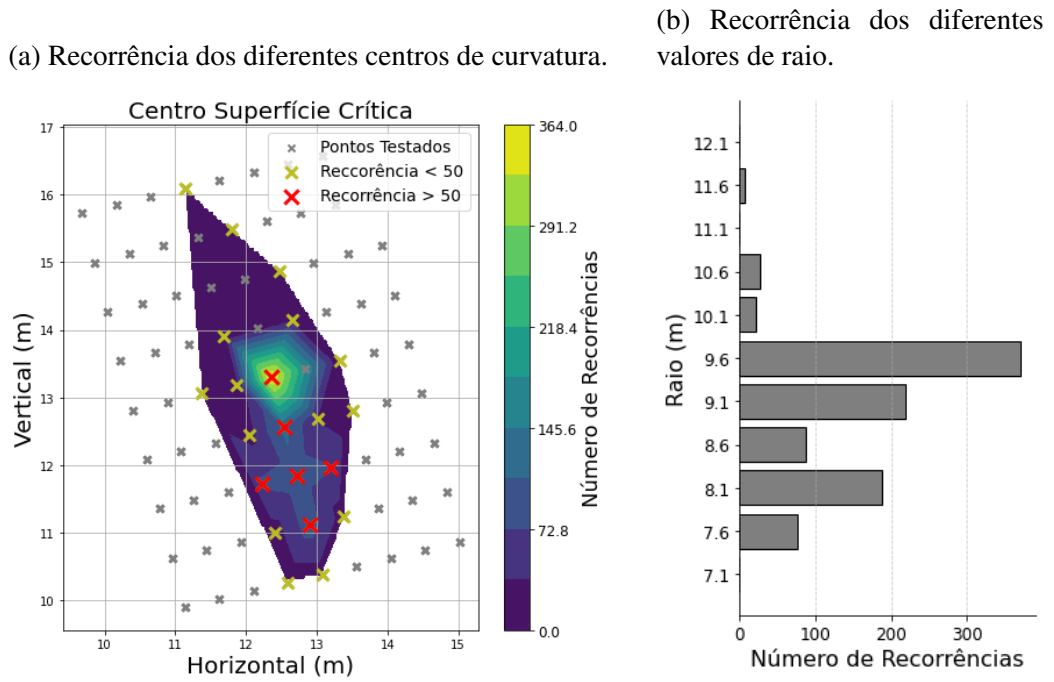 (a) Recorrência dos diferentes centros de curvatura.
(b) Recorrência dos diferentes
valores de raio.
Centro Superfície Crítica
Pontos Testados
Reccorência < 50
Recorrência > 50
17
16
15
14
13
12
11
10
Vertical (m)
10
11
12
13
14
15
Horizontal (m)
364.0
291.2
218.4
145.6
72.8
0.0
Número de Recorrências
12.1
11.6
11.1
10.6
10.1
9.6
9.1
8.6
8.1
7.6
7.1
Raio (m)
0
100
200
300
Número de Recorrências